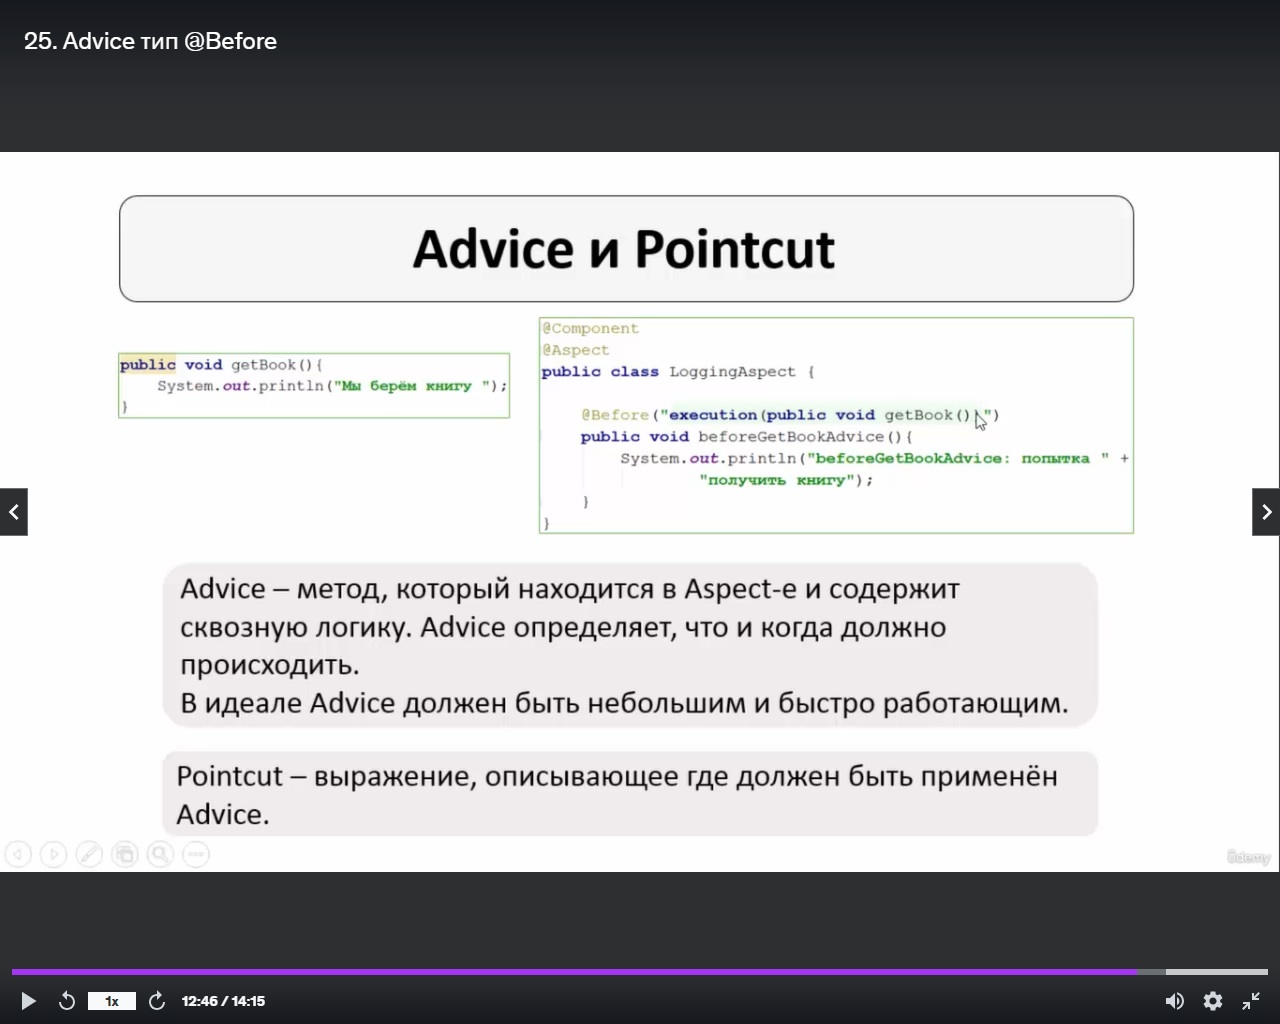 25. Advice тип @Before
Advice и Pointcut
public void getBook(){
System.out.println("Мы берём книгу ");
}
@Component
@Aspect
public class LoggingAspect {
@Before("execution(public void getBook())")
public void beforeGetBookAdvice(){
System.out.println("beforeGetBookAdvice: попытка " +
"получить книгу");
}
}
Advice – метод, который находится в Aspect-е и содержит
сквозную логику. Advice определяет, что и когда должно
происходить.
В идеале Advice должен быть небольшим и быстро работающим.
Pointcut – выражение, описывающее где должен быть применён
Advice.
ûdemy
1x
12:46 / 14:15